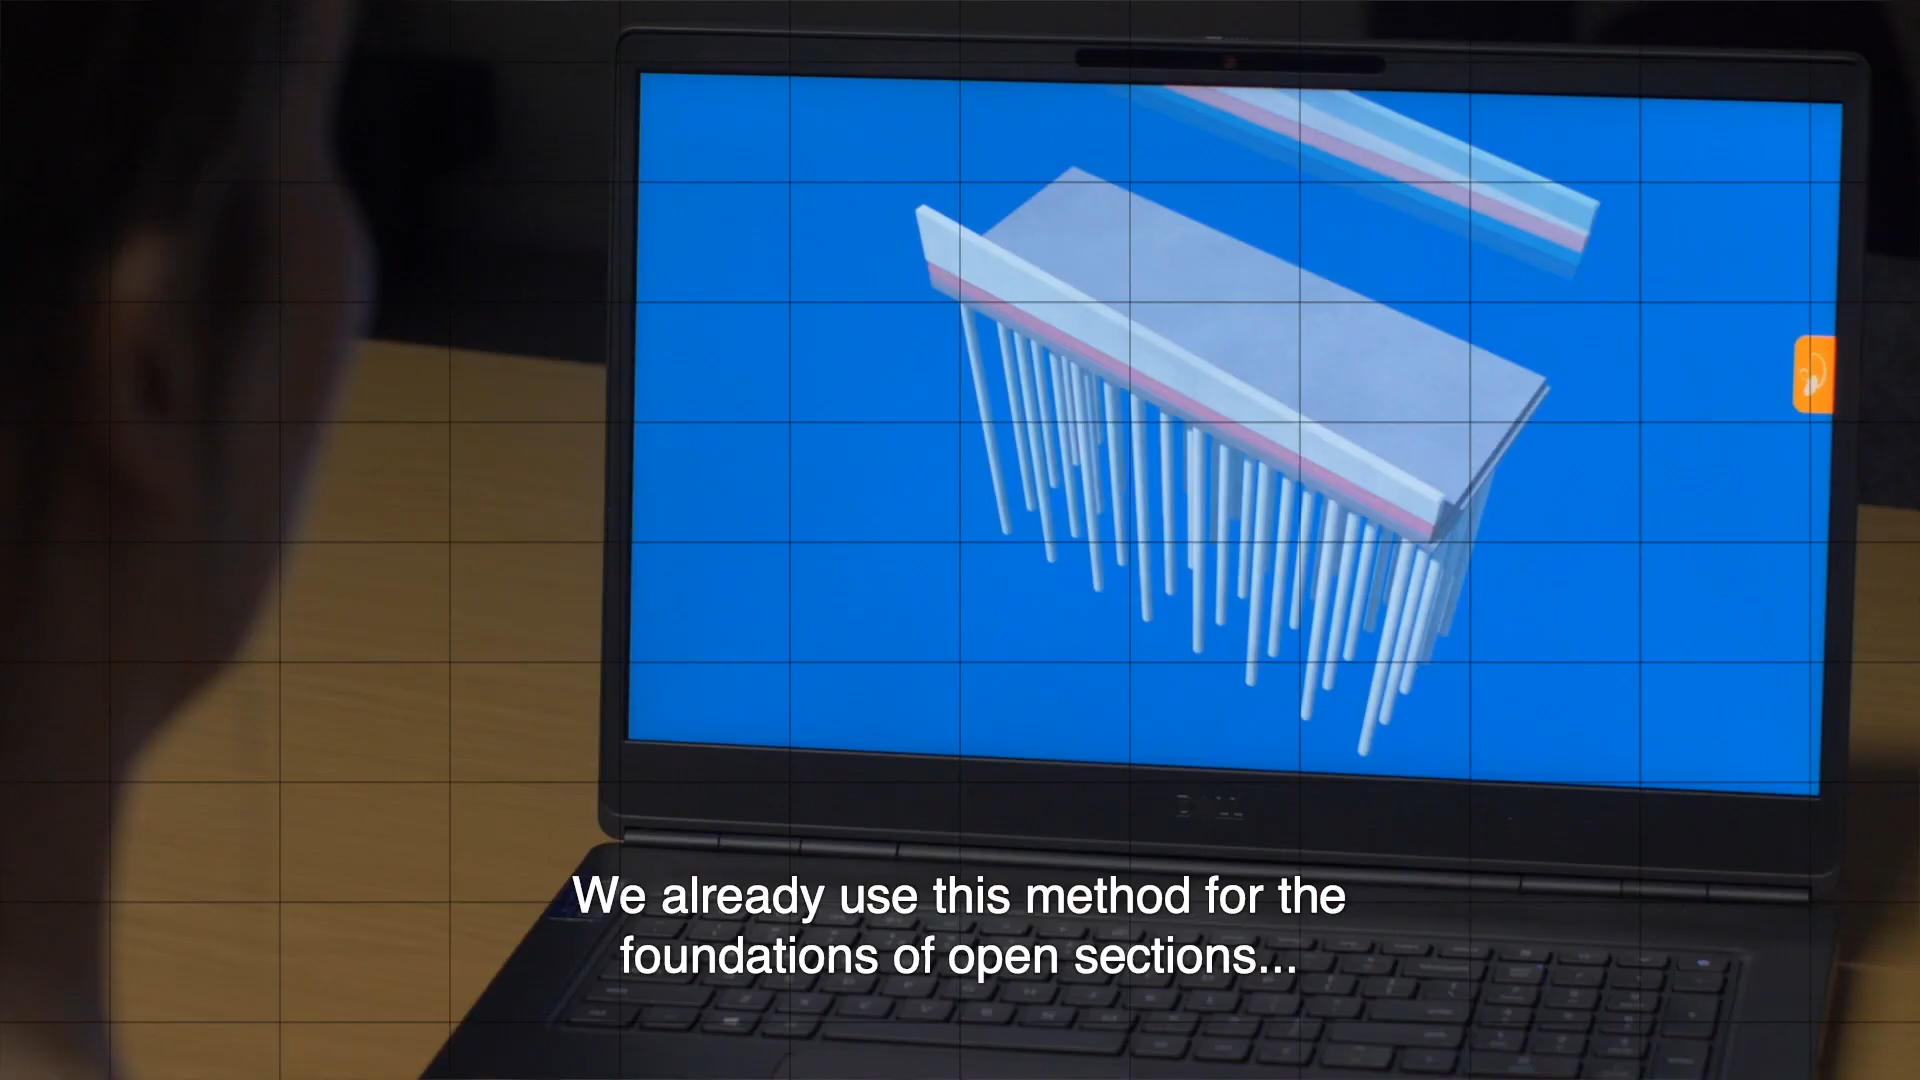 We already use this method for the
foundations of open sections...